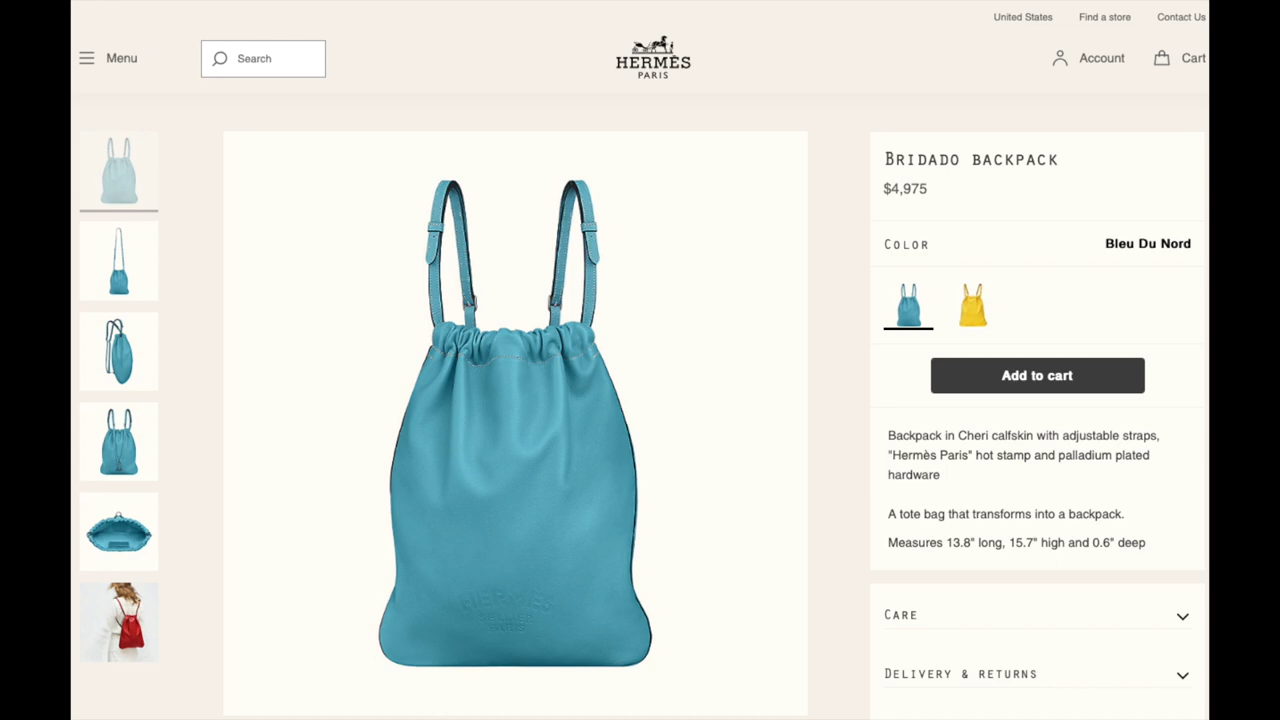 United States Find a store Contact Us
Menu Search HERMÈS Account Cart
PARIS
BRIDADO BACKPACK
$4,975
COLOR Bleu Du Nord
Add to cart
Backpack in Cheri calfskin with adjustable straps,
"Hermès Paris" hot stamp and palladium plated
hardware
A tote bag that transforms into a backpack.
Measures 13.8" long, 15.7" high and 0.6" deep
HERMÈS
SELLIER
PARIS
CARE
DELIVERY & RETURNS